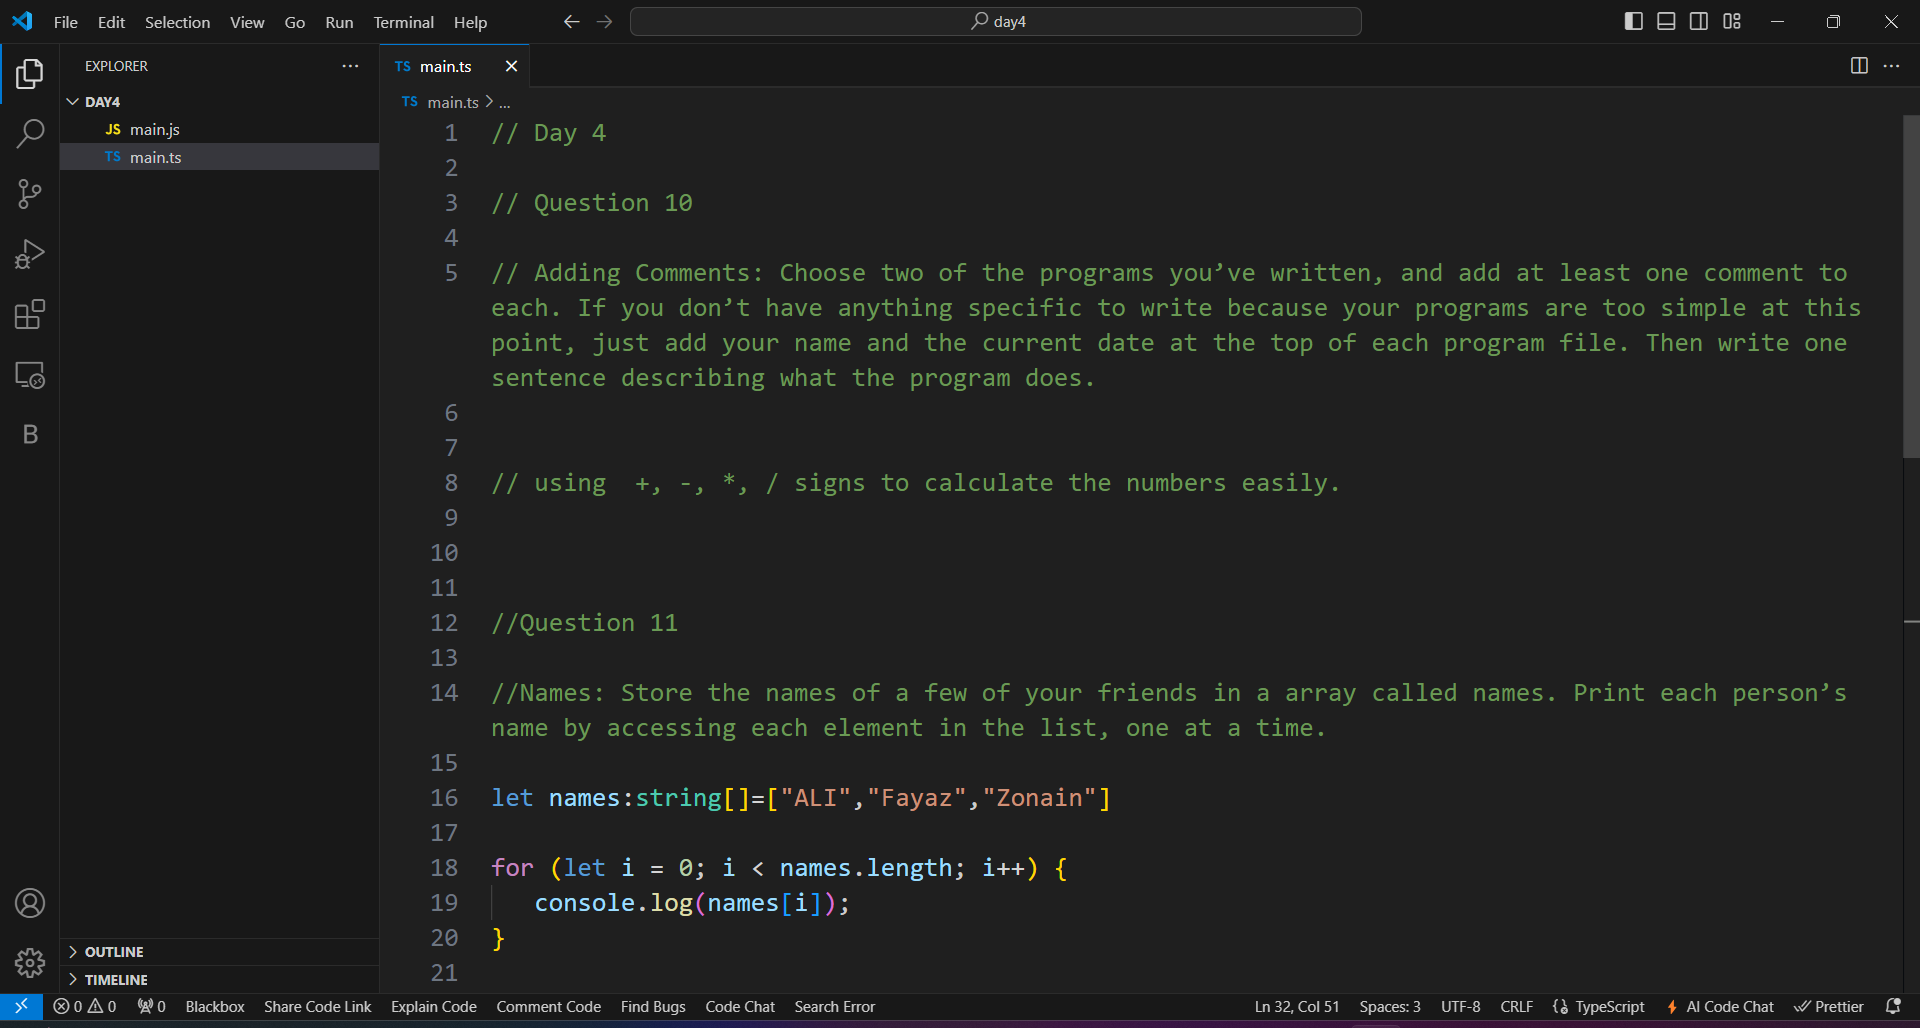 File Edit Selection View Go Run Terminal Help
day4
EXPLORER
DAY4
JS main.js
TS main.ts
TS main.ts
TS main.ts > ...
1 // Day 4
2
3 // Question 10
4
5 // Adding Comments: Choose two of the programs you’ve written, and add at least one comment to
each. If you don’t have anything specific to write because your programs are too simple at this
point, just add your name and the current date at the top of each program file. Then write one
sentence describing what the program does.
6
7
8 // using  +, -, *, / signs to calculate the numbers easily.
9
10
11
12 //Question 11
13
14 //Names: Store the names of a few of your friends in a array called names. Print each person’s
name by accessing each element in the list, one at a time.
15
16 let names:string[]=["ALI","Fayaz","Zonain"]
17
18 for (let i = 0; i < names.length; i++) {
19    console.log(names[i]);
20 }
21
B
OUTLINE
TIMELINE
0 0 0 Blackbox Share Code Link Explain Code Comment Code Find Bugs Code Chat Search Error Ln 32, Col 51 Spaces: 3 UTF-8 CRLF TypeScript AI Code Chat Prettier